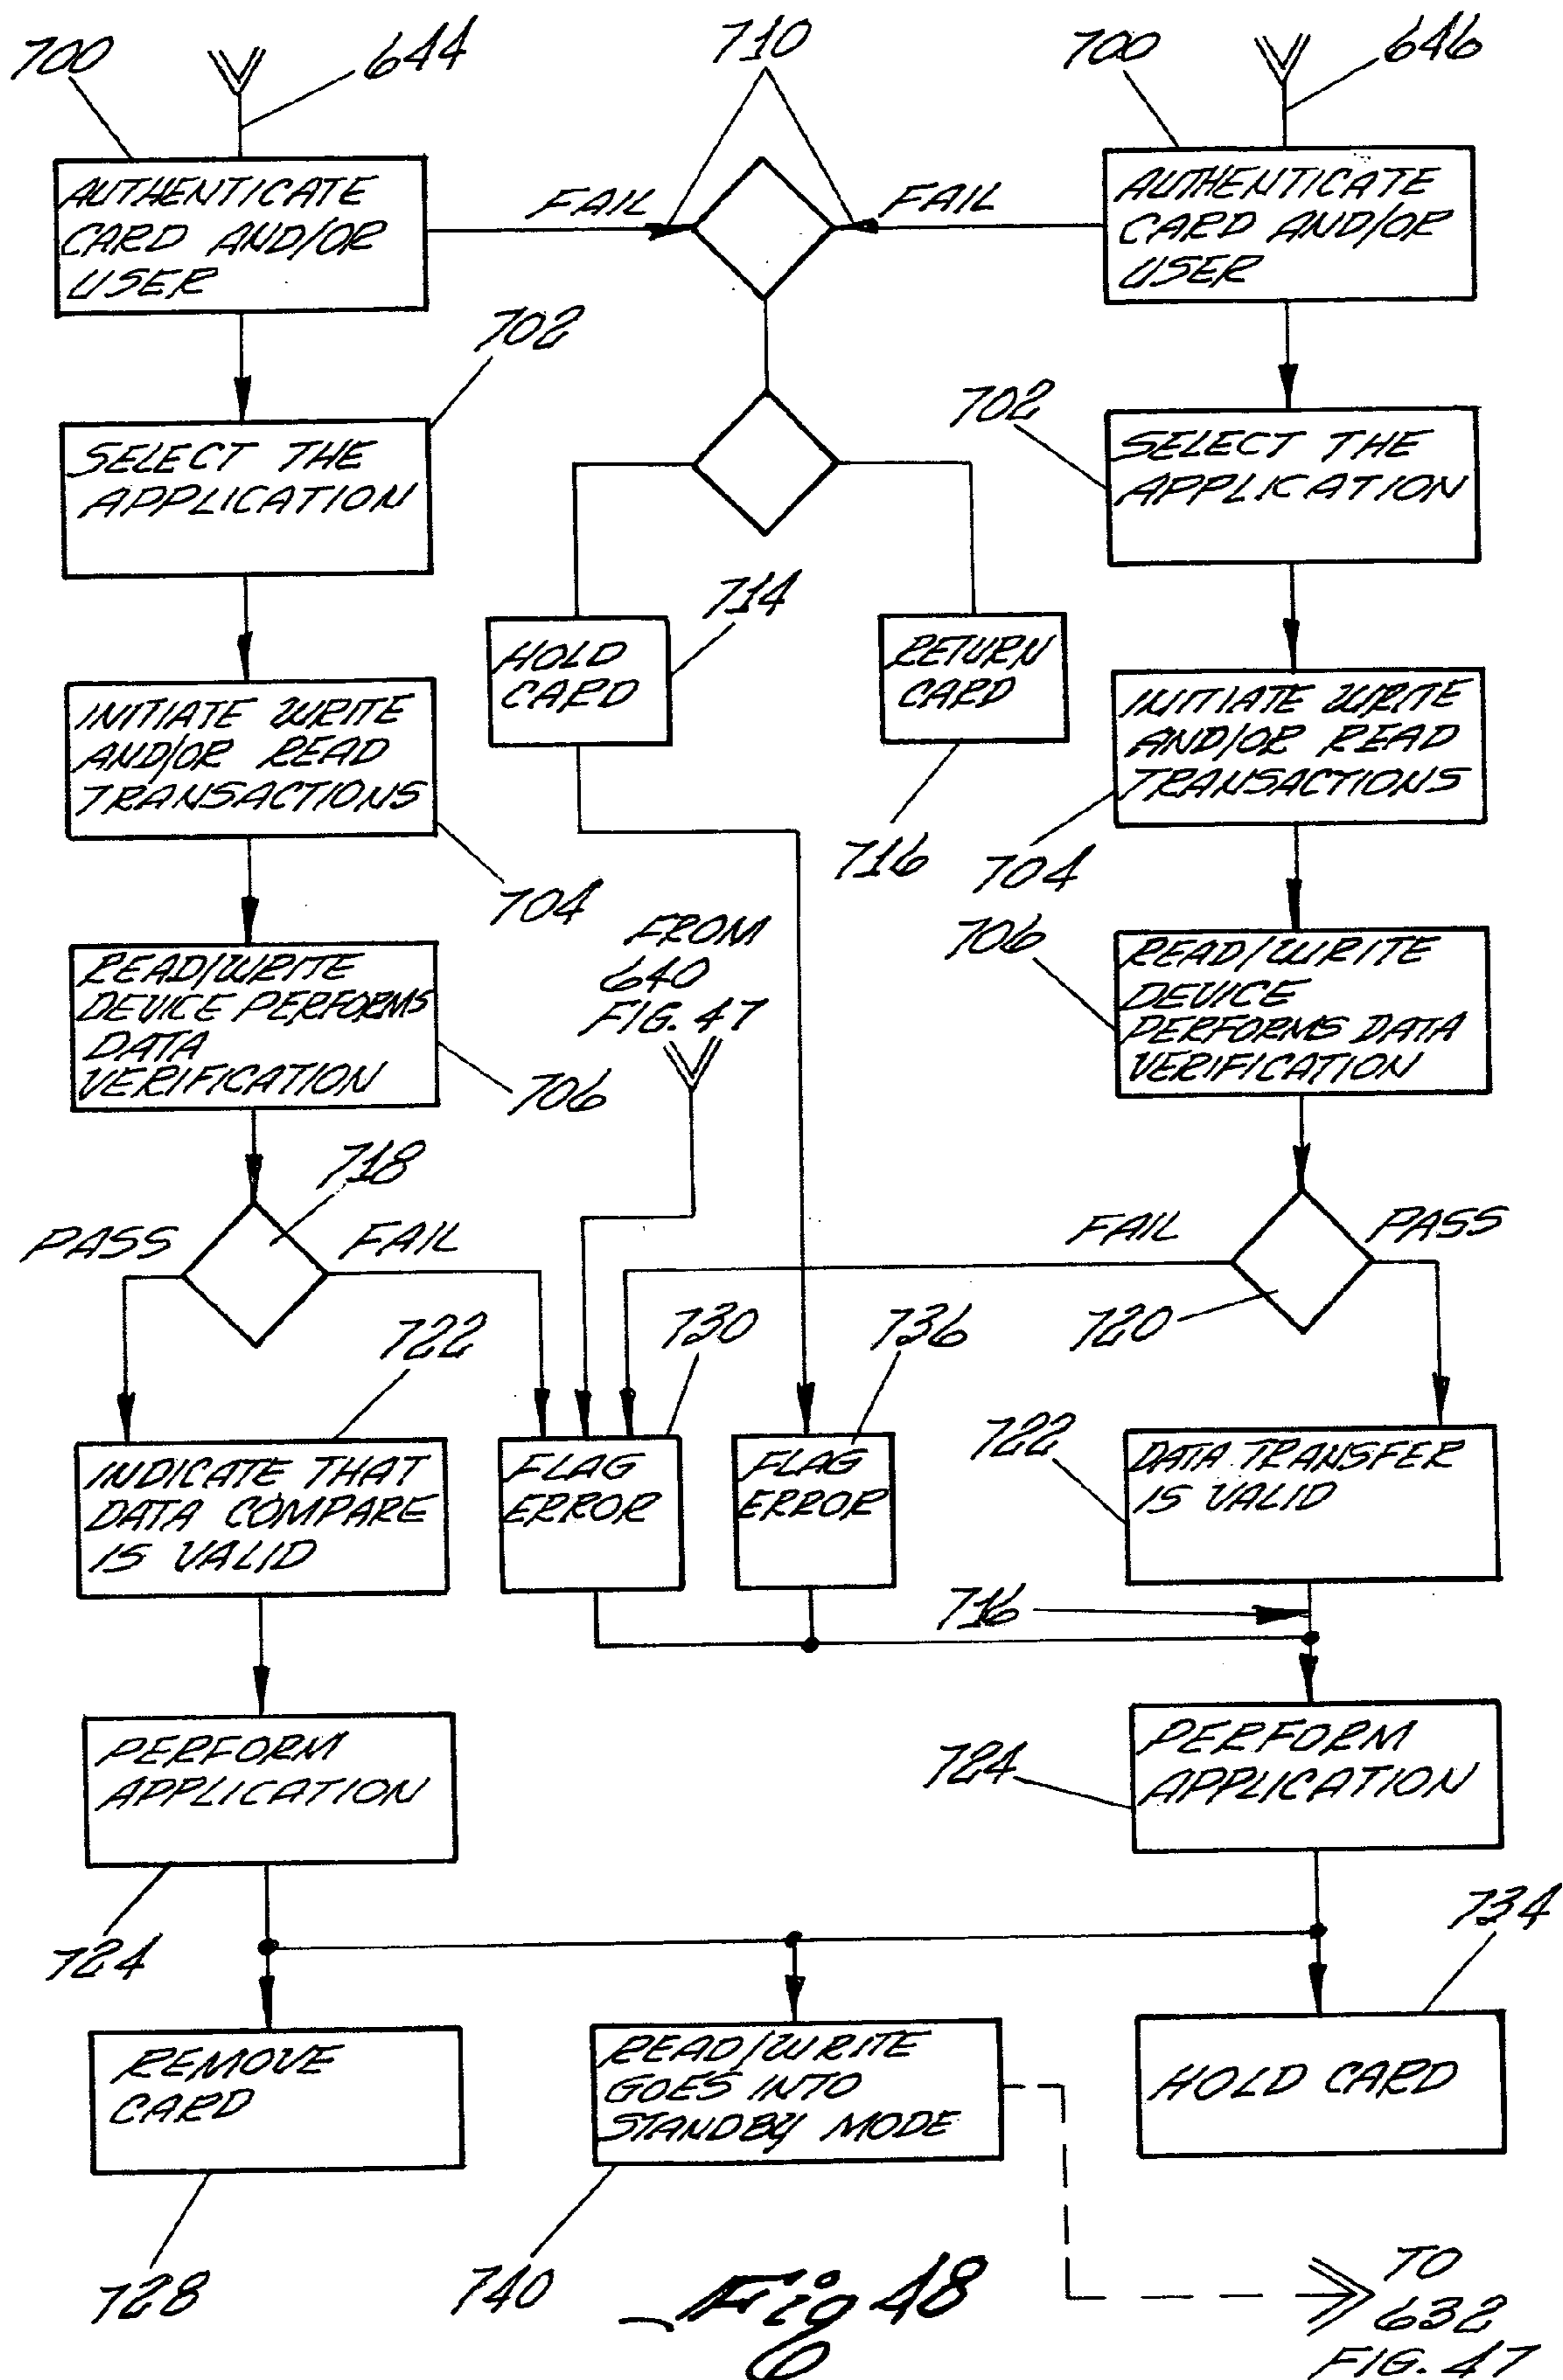 700
644
710
700
646
AUTHENTICATE
CARD AND/OR
USER
FAIL
FAIL
AUTHENTICATE
CARD AND/OR
USER
702
SELECT THE
APPLICATION
702
SELECT THE
APPLICATION
714
HOLD
CARD
RETURN
CARD
716
INITIATE WRITE
AND/OR READ
TRANSACTIONS
704
INITIATE WRITE
AND/OR READ
TRANSACTIONS
704
FROM
640
FIG. 47
READ/WRITE
DEVICE PERFORMS
DATA
VERIFICATION
706
706
READ/WRITE
DEVICE
PERFORMS DATA
VERIFICATION
718
PASS
FAIL
FAIL
PASS
720
722
730
736
INDICATE THAT
DATA COMPARE
IS VALID
FLAG
ERROR
FLAG
ERROR
722
DATA TRANSFER
IS VALID
716
PERFORM
APPLICATION
724
724
PERFORM
APPLICATION
734
REMOVE
CARD
728
READ/WRITE
GOES INTO
STANDBY MODE
740
HOLD CARD
TO
632
FIG. 47
Fig 48